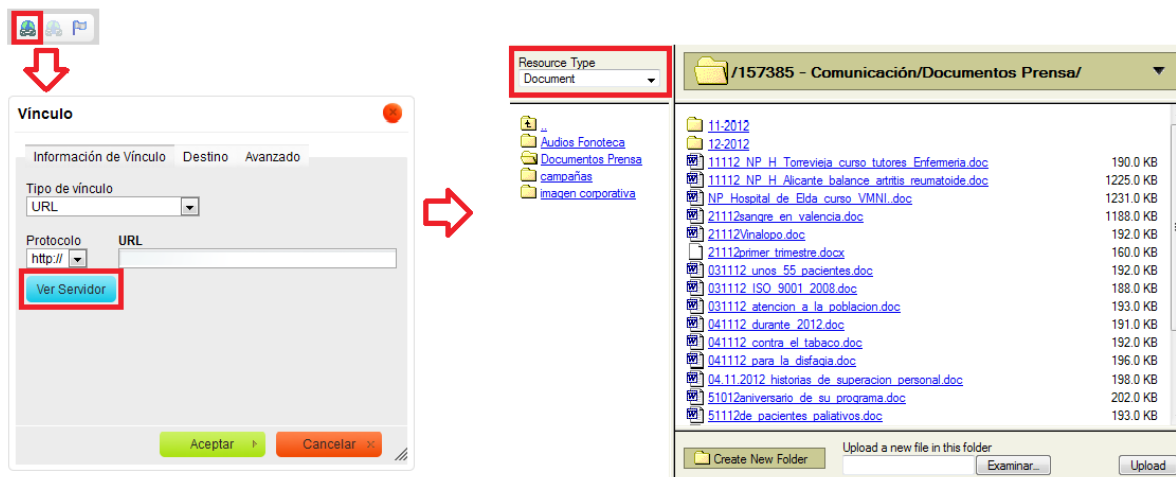 Vínculo
Información de Vínculo Destino Avanzado
Tipo de vínculo
URL
Protocolo URL
http://
Ver Servidor
Aceptar Cancelar
Resource Type
Document
..
Audios Fonoteca
Documentos Prensa
campañas
imagen corporativa
/157385 - Comunicación/Documentos Prensa/
11-2012
12-2012
11112_NP_H_Torrevieja_curso_tutores_Enfermeria.doc 190.0 KB
11112_NP_H_Alicante_balance_artritis_reumatoide.doc 1225.0 KB
NP_Hospital_de_Elda_curso_VMNI..doc 1231.0 KB
21112sangre_en_valencia.doc 1188.0 KB
21112Vinalopo.doc 192.0 KB
21112primer_trimestre.docx 160.0 KB
031112_unos_55_pacientes.doc 192.0 KB
031112_ISO_9001_2008.doc 188.0 KB
031112_atencion_a_la_poblacion.doc 193.0 KB
041112_durante_2012.doc 191.0 KB
041112_contra_el_tabaco.doc 192.0 KB
041112_para_la_disfagia.doc 196.0 KB
04.11.2012_historias_de_superacion_personal.doc 198.0 KB
51012aniversario_de_su_programa.doc 202.0 KB
51112de_pacientes_paliativos.doc 193.0 KB
Create New Folder
Upload a new file in this folder
Examinar... Upload